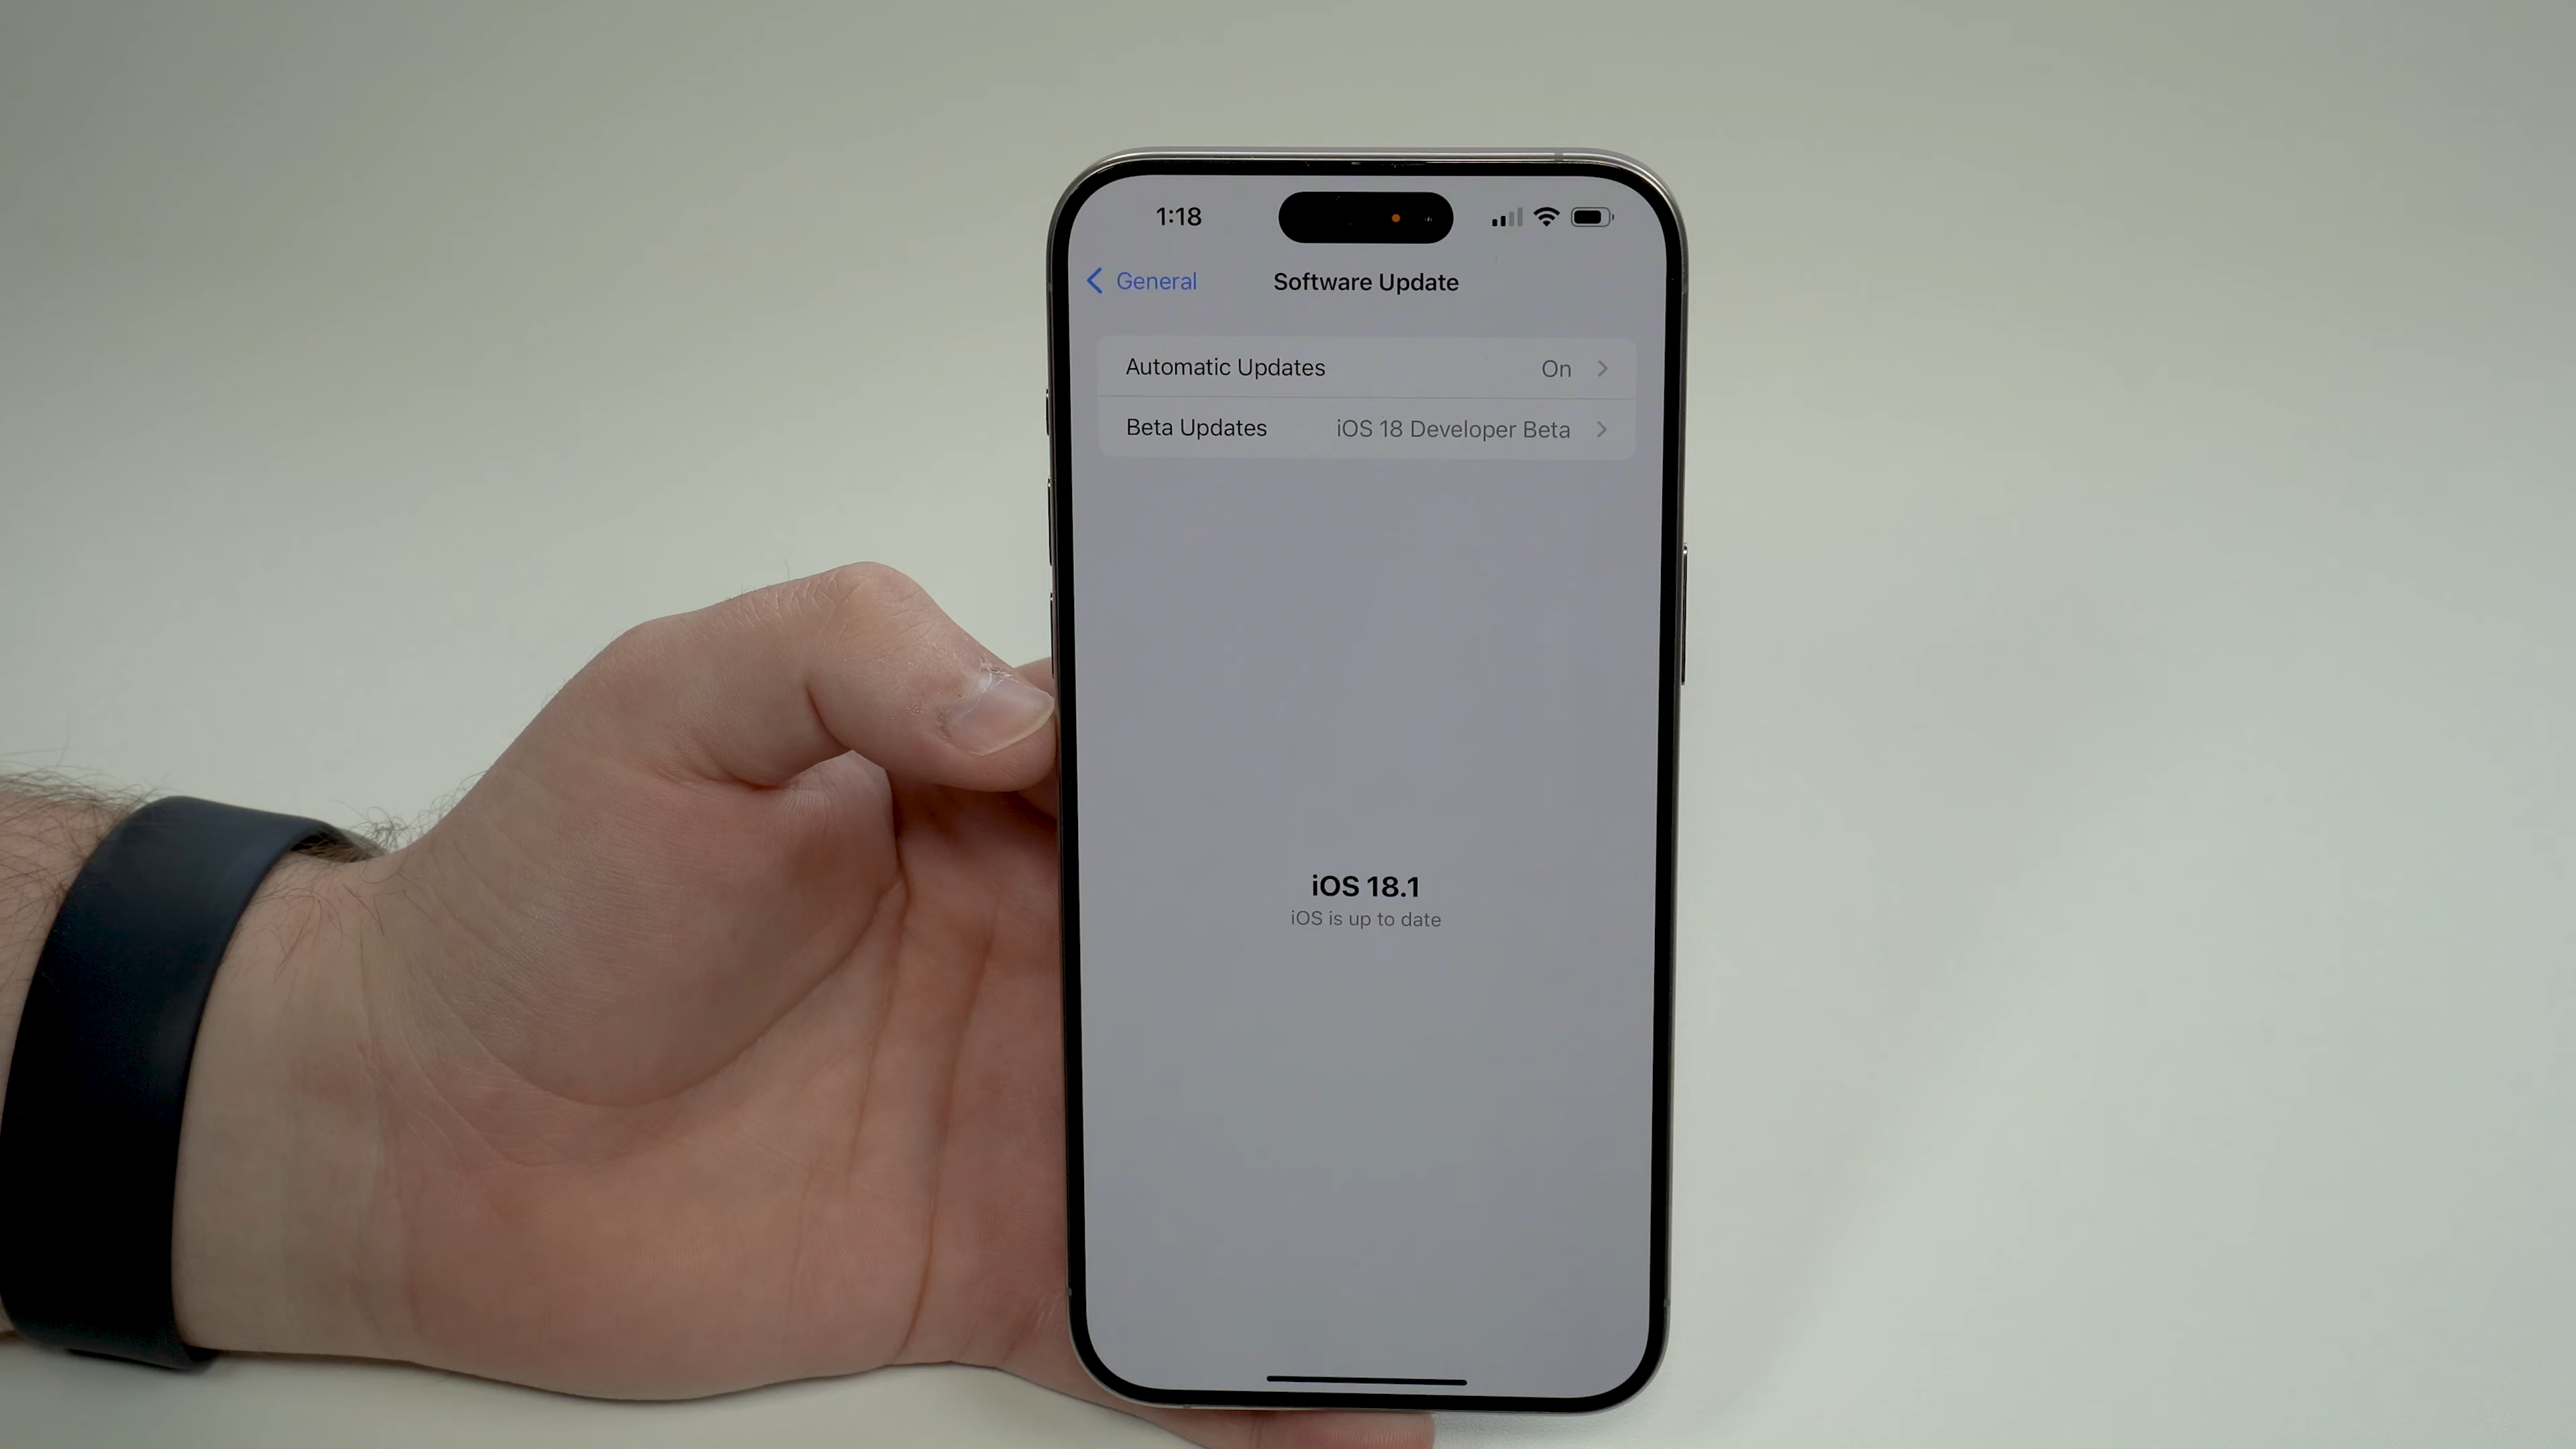 1:18
General
Software Update
Automatic Updates On
Beta Updates iOS 18 Developer Beta
iOS 18.1
iOS is up to date